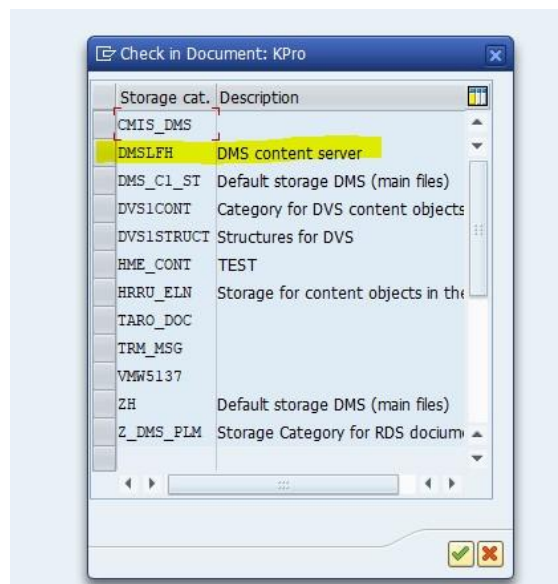 Check in Document: KPro
Storage cat. Description
CMIS_DMS
DMSLFH DMS content server
DMS_C1_ST Default storage DMS (main files)
DVS1CONT Category for DVS content objects
DVS1STRUCT Structures for DVS
HME_CONT TEST
HRRU_ELN Storage for content objects in the
TARO_DOC
TRM_MSG
VMW5137
ZH Default storage DMS (main files)
Z_DMS_PLM Storage Category for RDS docium